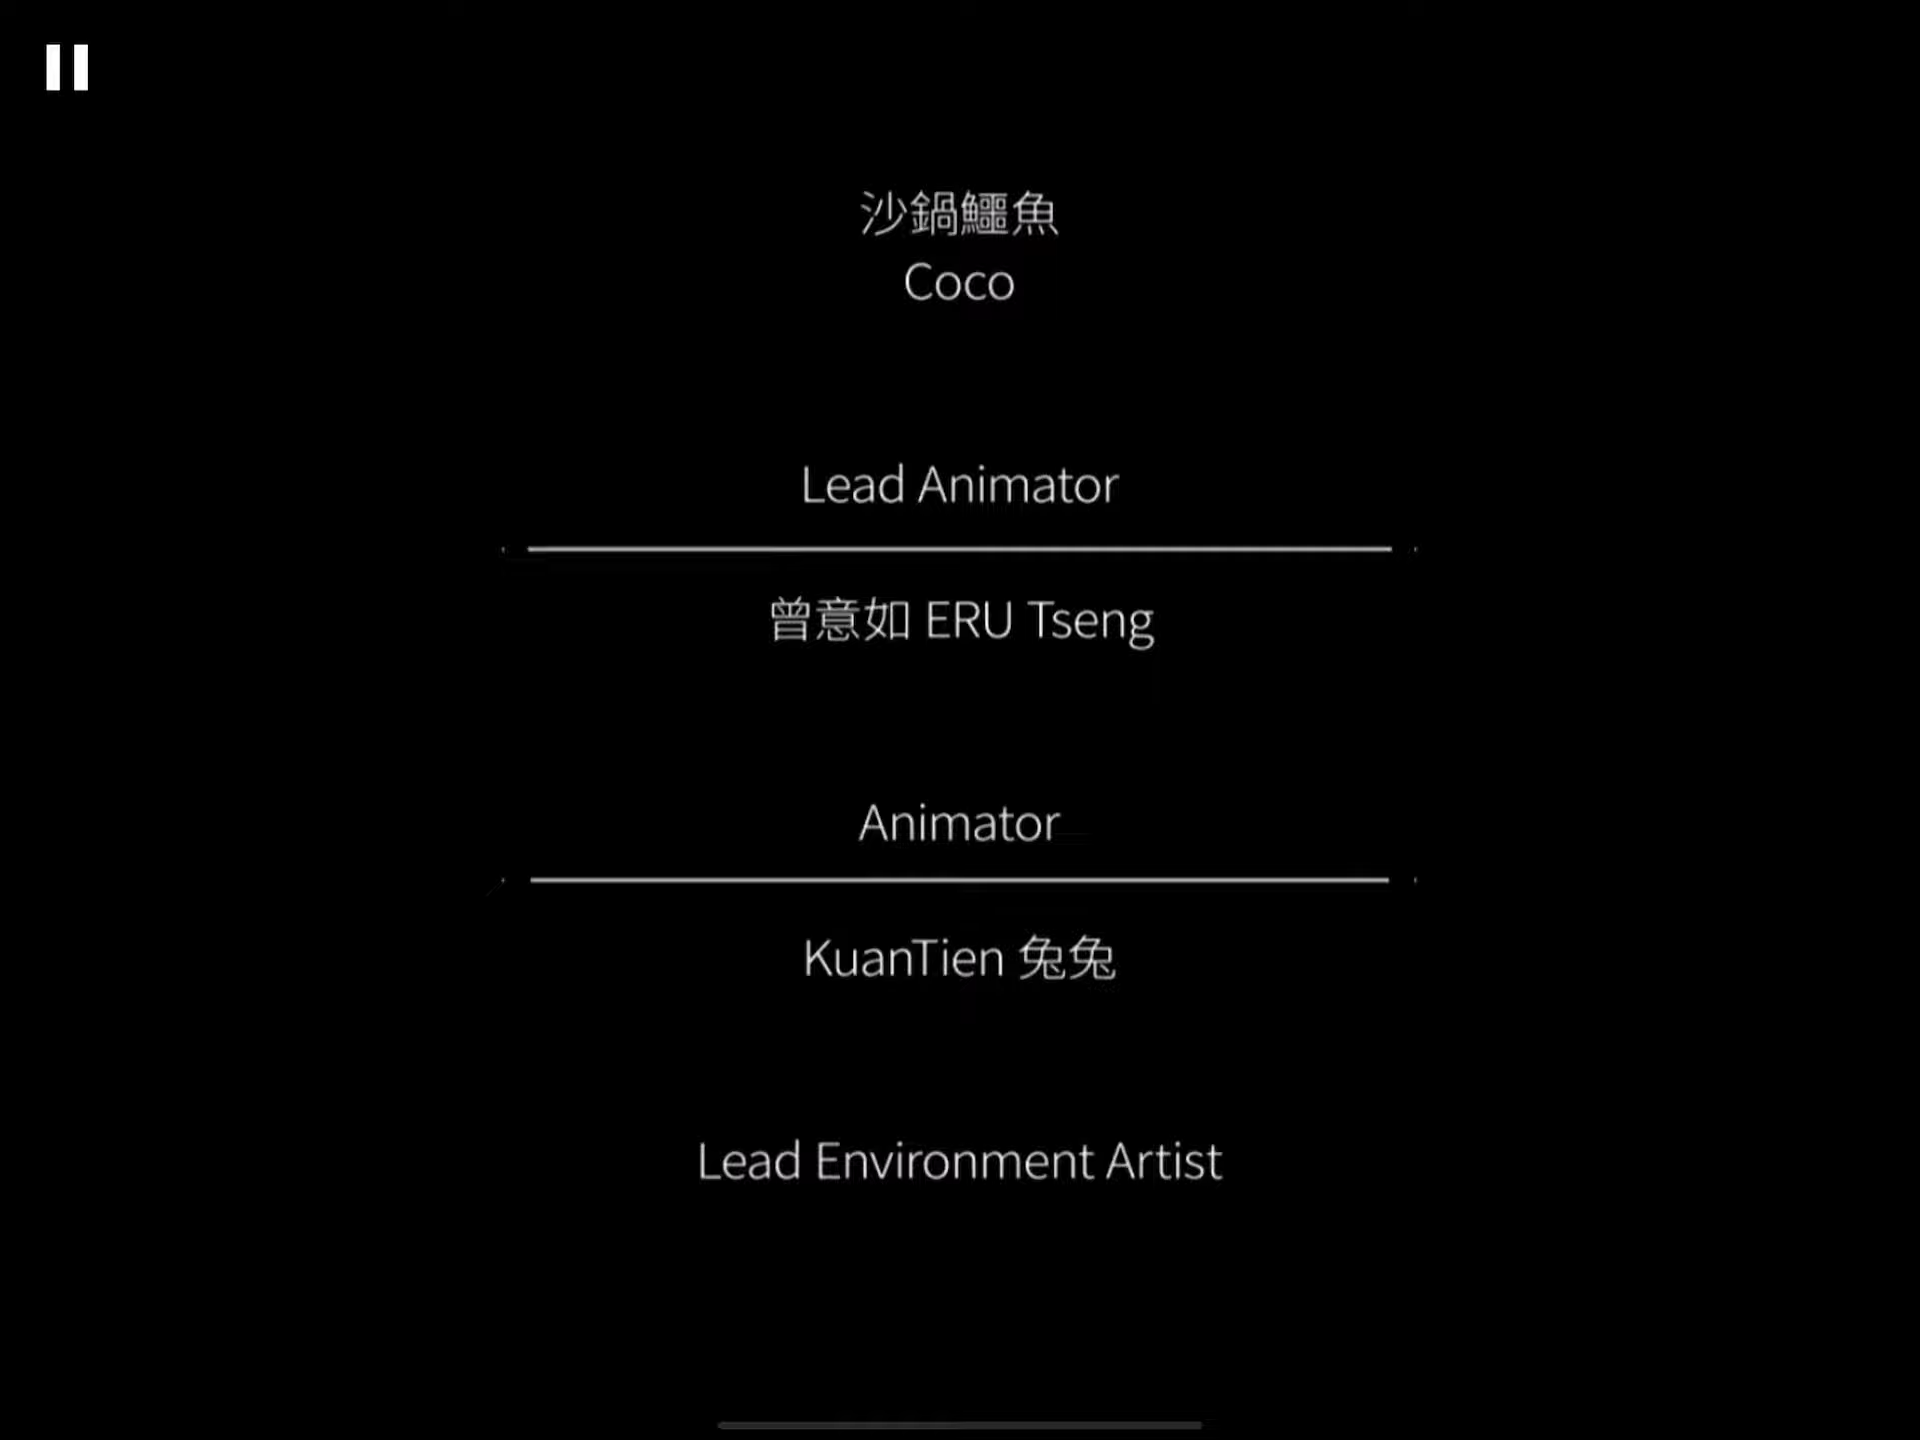 沙鍋鱷魚
Coco
Lead Animator
曾意如 ERU Tseng
Animator
KuanTien 兔兔
Lead Environment Artist